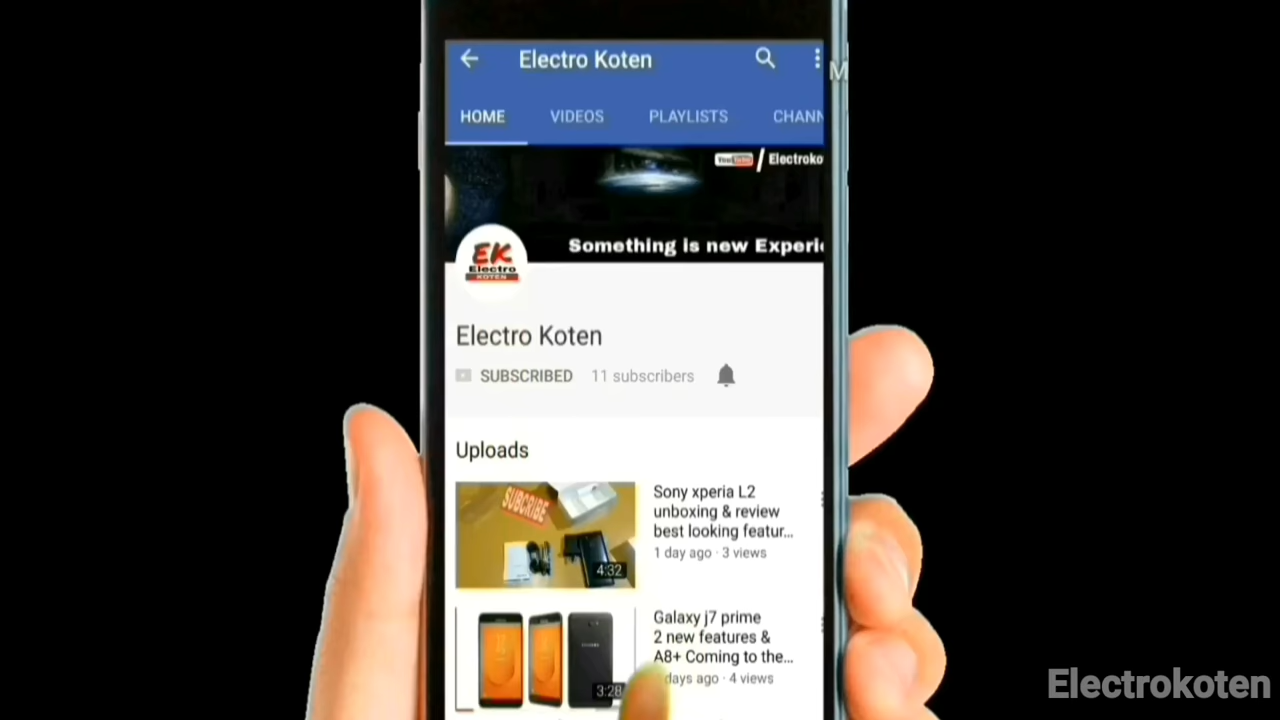 Electro Koten
M
HOME VIDEOS PLAYLISTS CHANN
YouTube / Electroko
Something is new Experi
EK
Electro
KOTEN
Electro Koten
SUBSCRIBED 11 subscribers
Uploads
SUBCRIBE
4:32
Sony xperia L2
unboxing & review
best looking featur...
1 day ago · 3 views
3:28
Galaxy j7 prime
2 new features &
A8+ Coming to the...
days ago · 4 views
Electrokoten